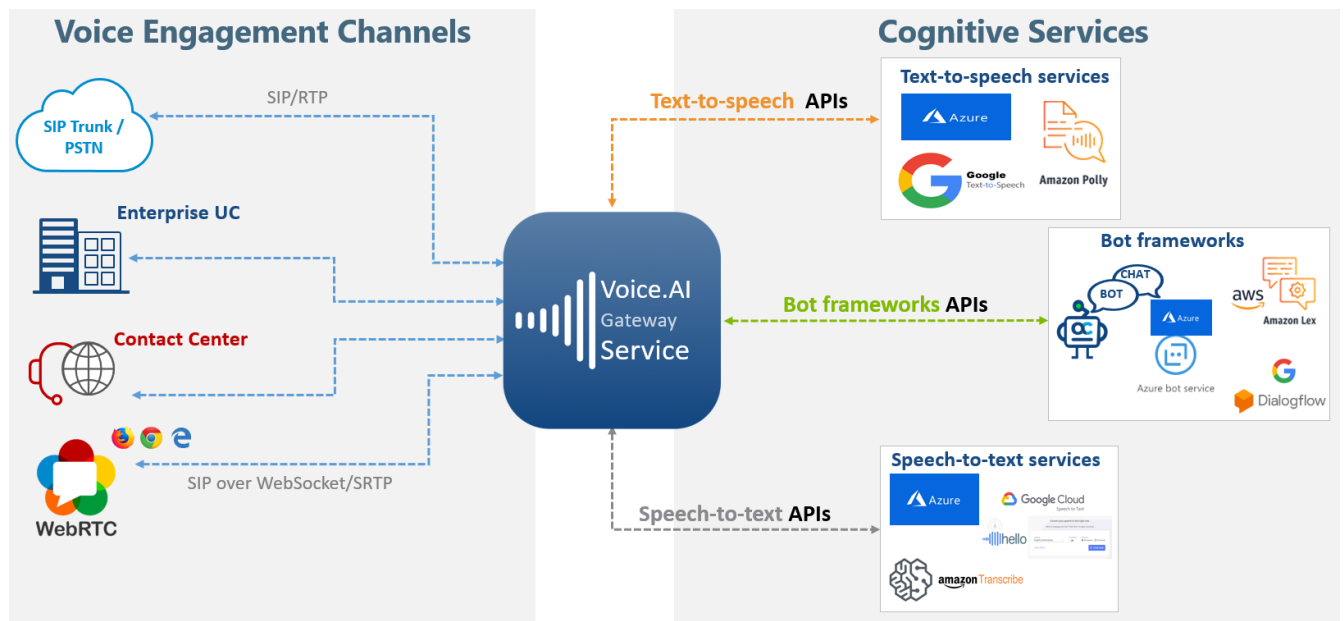 Voice Engagement Channels
Cognitive Services
SIP Trunk /
PSTN
SIP/RTP
Enterprise UC
Contact Center
WebRTC
SIP over WebSocket/SRTP
Voice.AI
Gateway
Service
Text-to-speech APIs
Bot frameworks APIs
Speech-to-text APIs
Text-to-speech services
Azure
Google
Text-to-Speech
Amazon Polly
Bot frameworks
CHAT
BOT
Azure
Azure bot service
aws
Amazon Lex
Dialogflow
Speech-to-text services
Azure
Google Cloud
Speech to Text
hello
amazon Transcribe